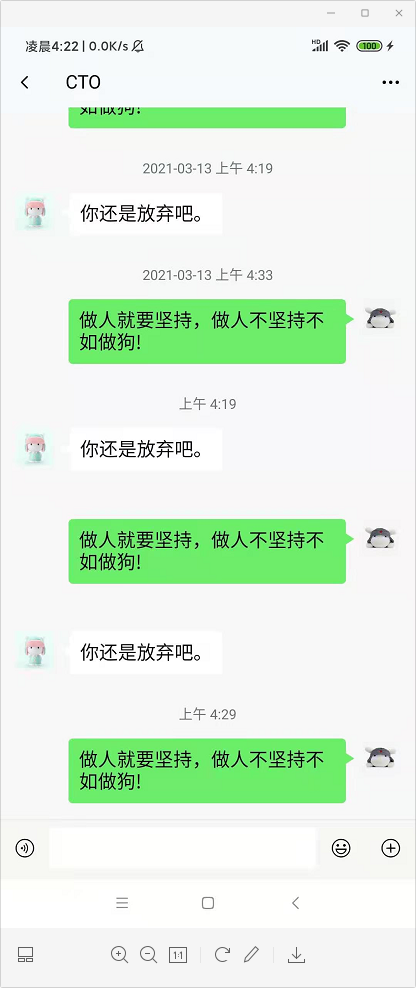 凌晨4:22 | 0.0K/s
HD
100
CTO
如做狗!
2021-03-13 上午 4:19
你还是放弃吧。
2021-03-13 上午 4:33
做人就要坚持，做人不坚持不
如做狗!
上午 4:19
你还是放弃吧。
做人就要坚持，做人不坚持不
如做狗!
你还是放弃吧。
上午 4:29
做人就要坚持，做人不坚持不
如做狗!
1:1